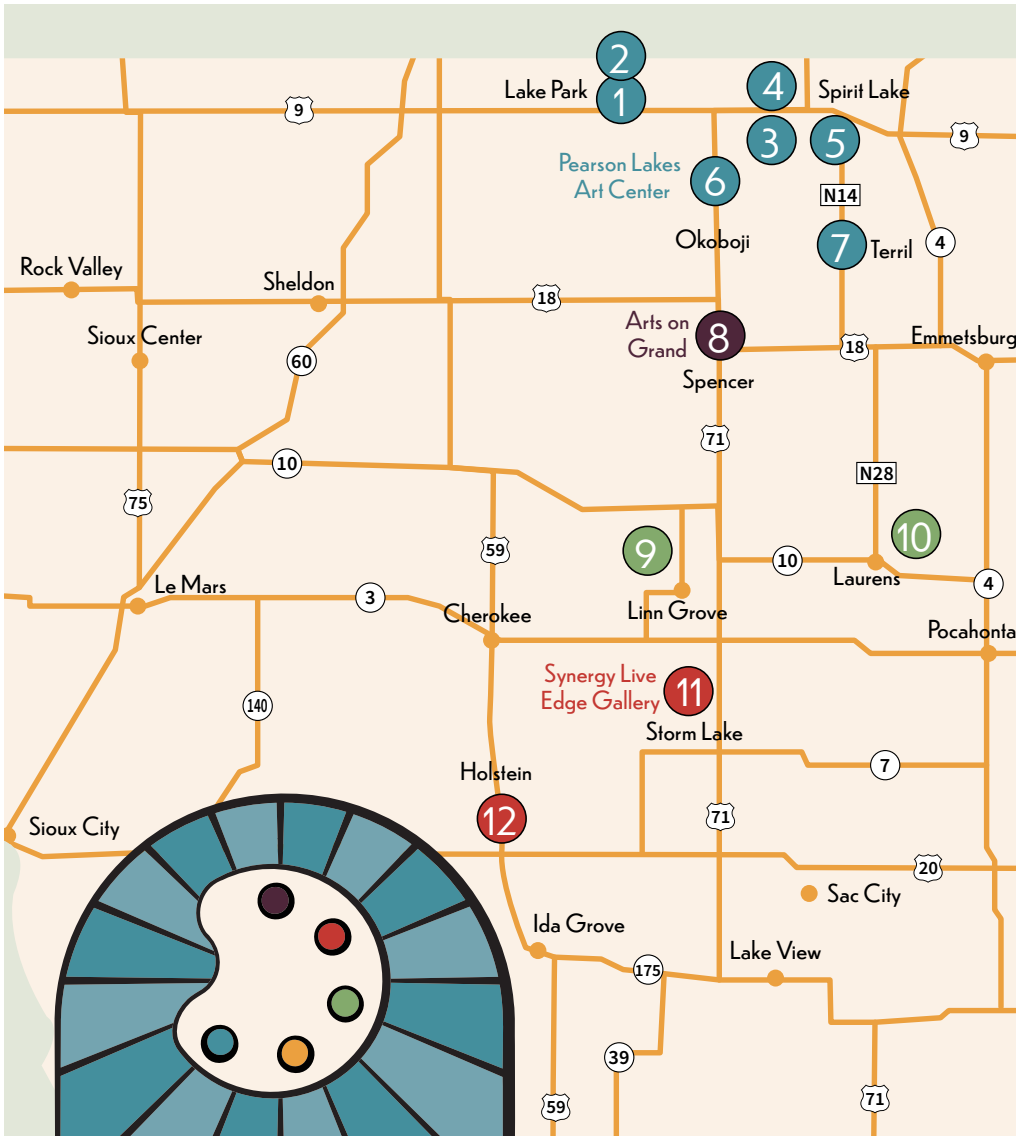 2
Lake Park
1
4
Spirit Lake
9
3
5
9
Pearson Lakes
Art Center
6
N14
Okoboji
7
Terril
4
Rock Valley
Sheldon
18
Sioux Center
Arts on
Grand
8
18
Emmetsburg
60
Spencer
71
10
N28
75
59
9
10
10
Laurens
4
Le Mars
3
Cherokee
Linn Grove
Pocahonta
Synergy Live
Edge Gallery
11
140
Storm Lake
7
Holstein
12
71
Sioux City
20
Sac City
Ida Grove
Lake View
175
39
59
71